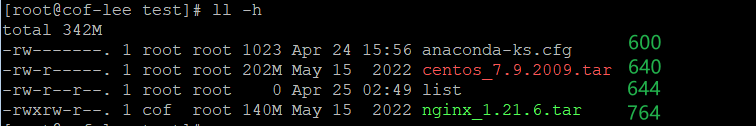 [root@cof-lee test]# ll -h
total 342M
-rw-------. 1 root root 1023 Apr 24 15:56 anaconda-ks.cfg 600
-rw-r-----. 1 root root 202M May 15 2022 centos_7.9.2009.tar 640
-rw-r--r--. 1 root root 0 Apr 25 02:49 list 644
-rwxrw-r--. 1 cof root 140M May 15 2022 nginx_1.21.6.tar 764